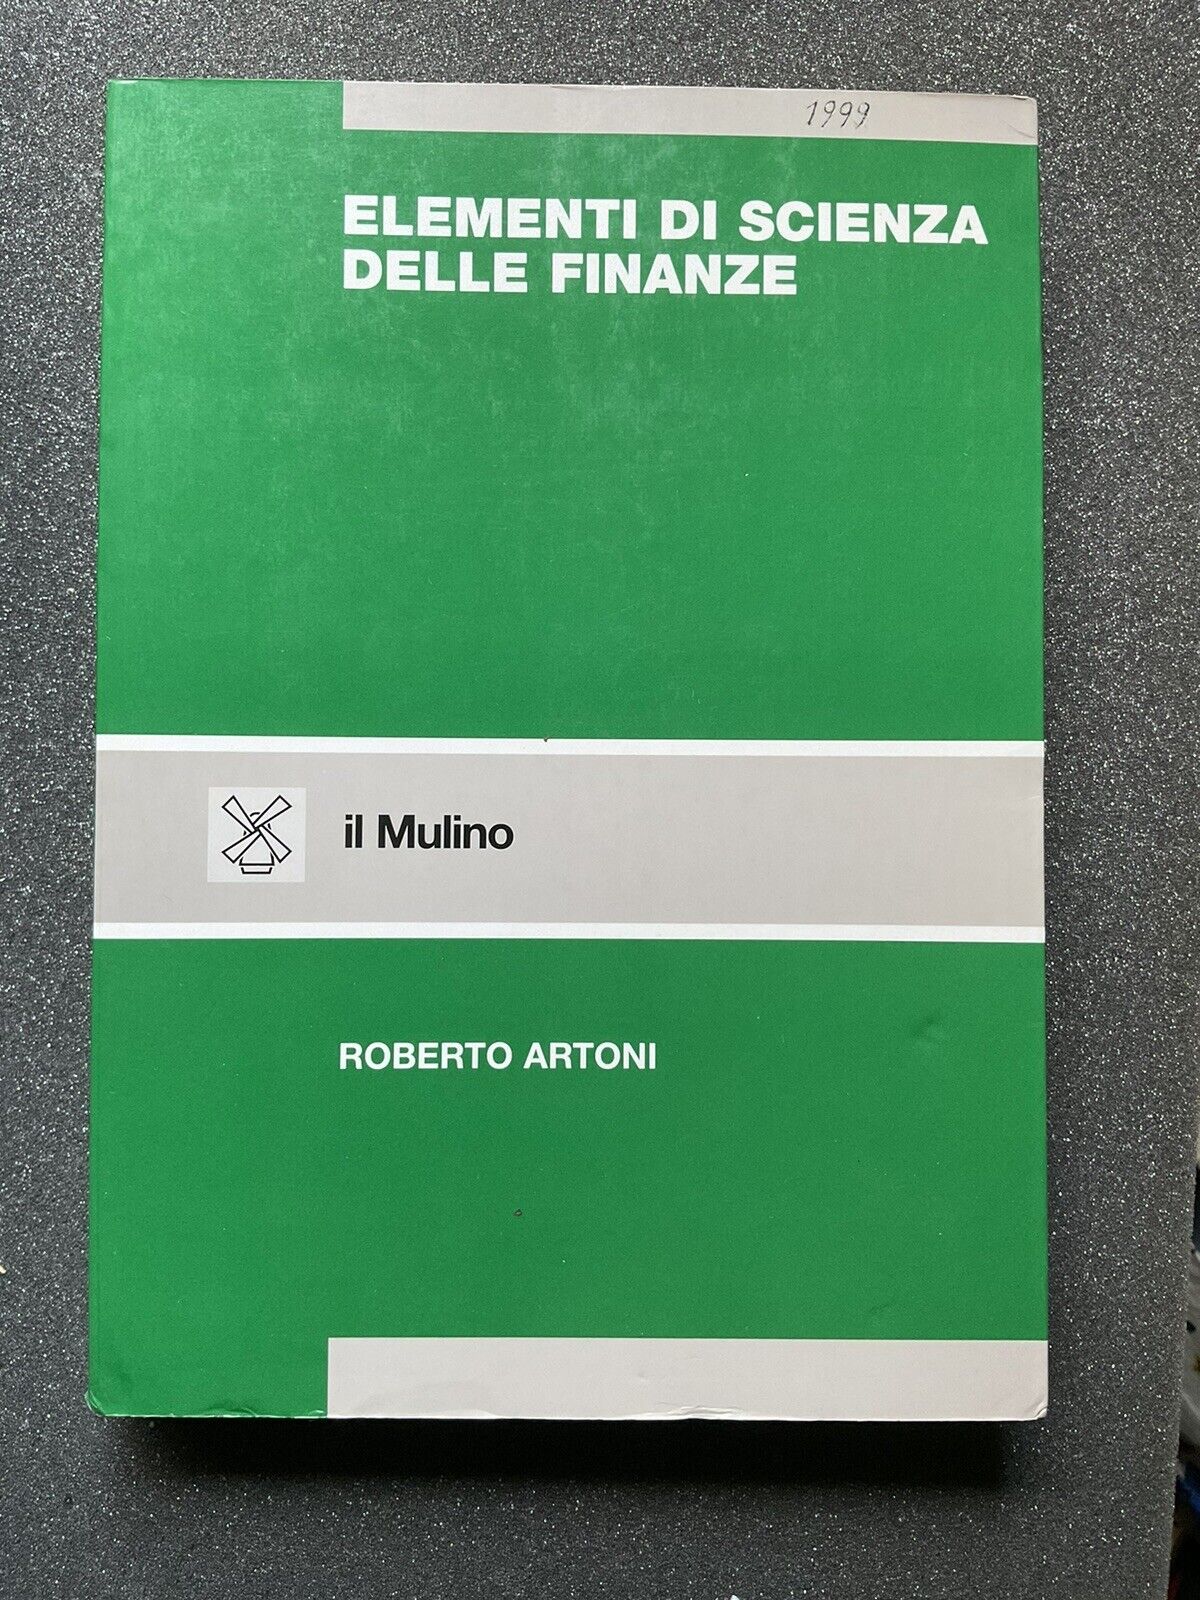 1999
ELEMENTI DI SCIENZA
DELLE FINANZE
il Mulino
ROBERTO ARTONI